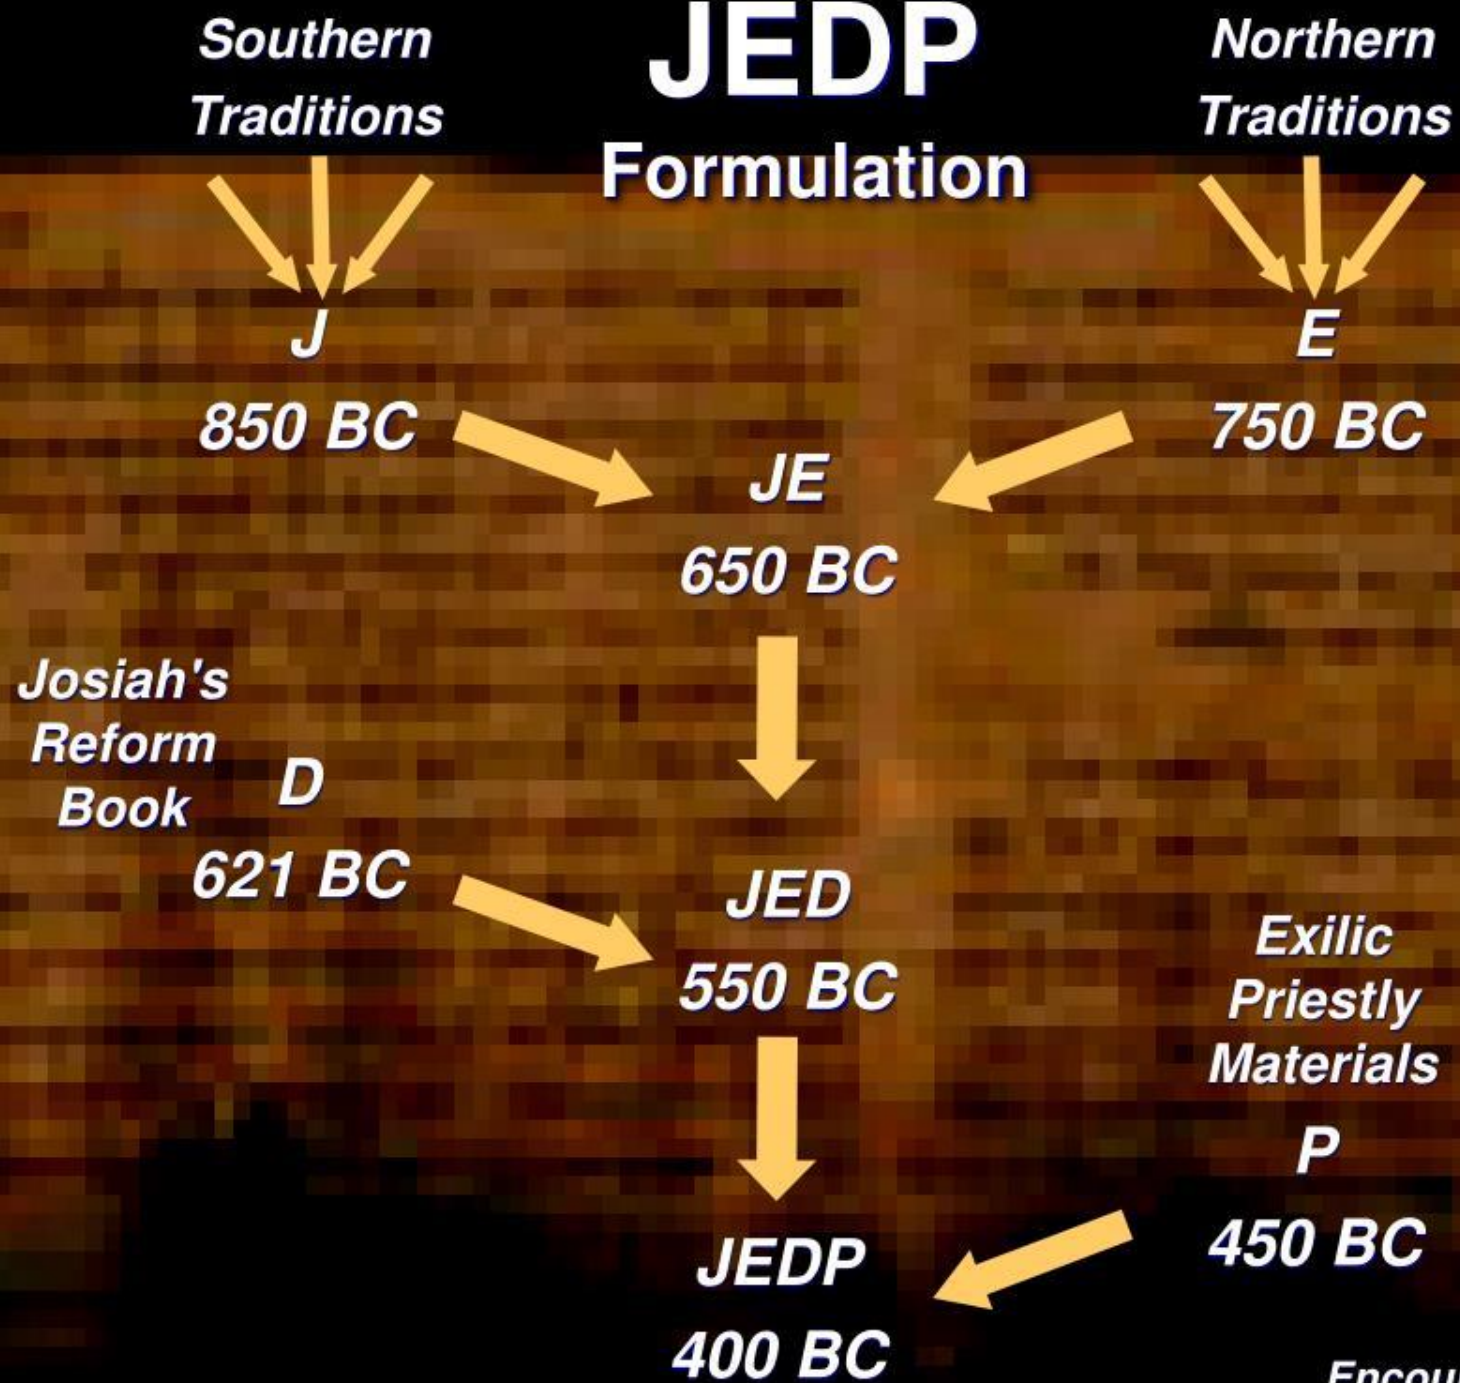 JEDP
Formulation
Southern
Traditions
Northern
Traditions
J
850 BC
E
750 BC
JE
650 BC
Josiah's
Reform
Book
D
621 BC
JED
550 BC
Exilic
Priestly
Materials
P
450 BC
JEDP
400 BC